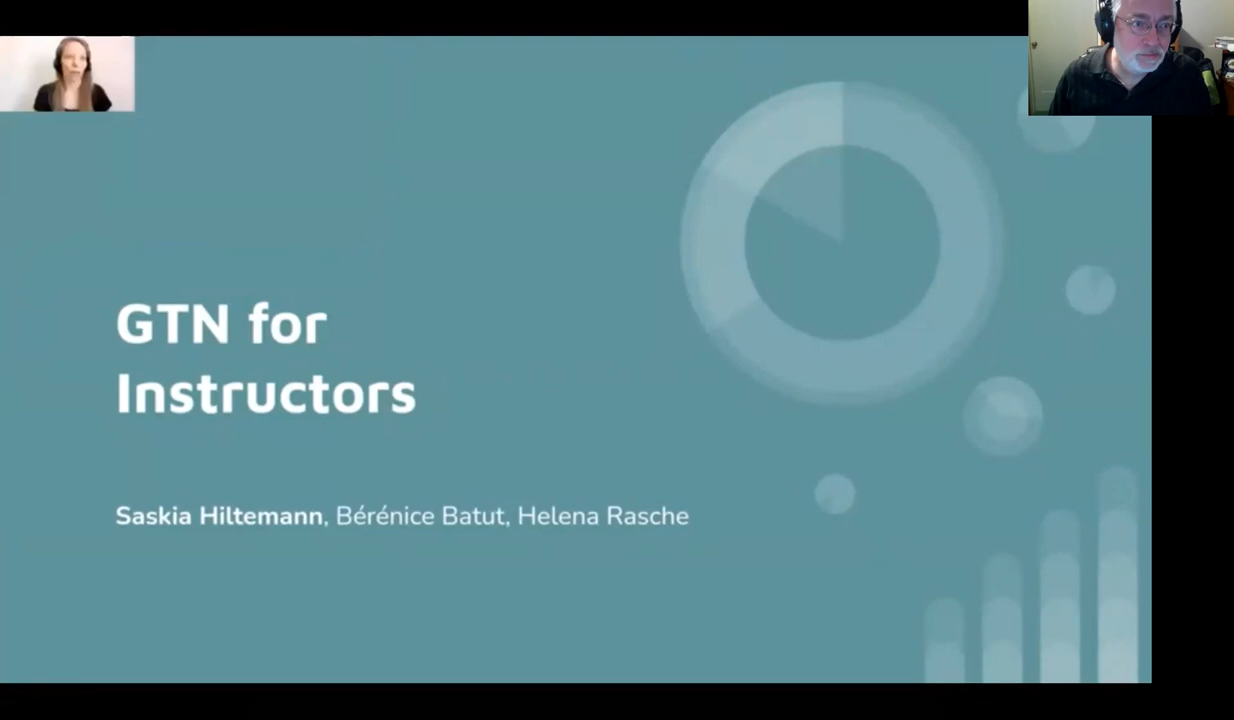 GTN for
Instructors
Saskia Hiltemann, Bérénice Batut, Helena Rasche